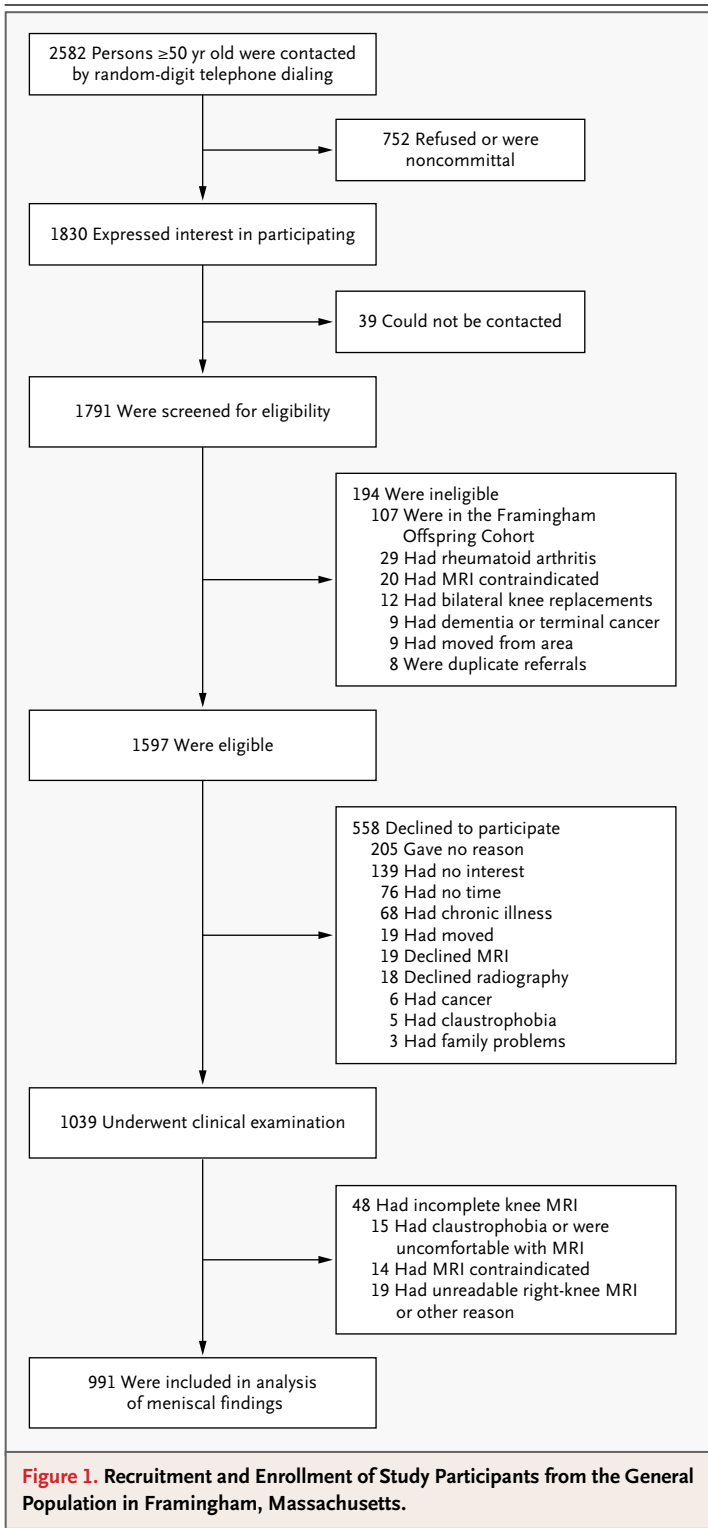 2582 Persons ≥50 yr old were contacted
by random-digit telephone dialing
752 Refused or were
noncommittal
1830 Expressed interest in participating
39 Could not be contacted
1791 Were screened for eligibility
194 Were ineligible
107 Were in the Framingham
Offspring Cohort
29 Had rheumatoid arthritis
20 Had MRI contraindicated
12 Had bilateral knee replacements
9 Had dementia or terminal cancer
9 Had moved from area
8 Were duplicate referrals
1597 Were eligible
558 Declined to participate
205 Gave no reason
139 Had no interest
76 Had no time
68 Had chronic illness
19 Had moved
19 Declined MRI
18 Declined radiography
6 Had cancer
5 Had claustrophobia
3 Had family problems
1039 Underwent clinical examination
48 Had incomplete knee MRI
15 Had claustrophobia or were
uncomfortable with MRI
14 Had MRI contraindicated
19 Had unreadable right-knee MRI
or other reason
991 Were included in analysis
of meniscal findings
Figure 1. Recruitment and Enrollment of Study Participants from the General
Population in Framingham, Massachusetts.